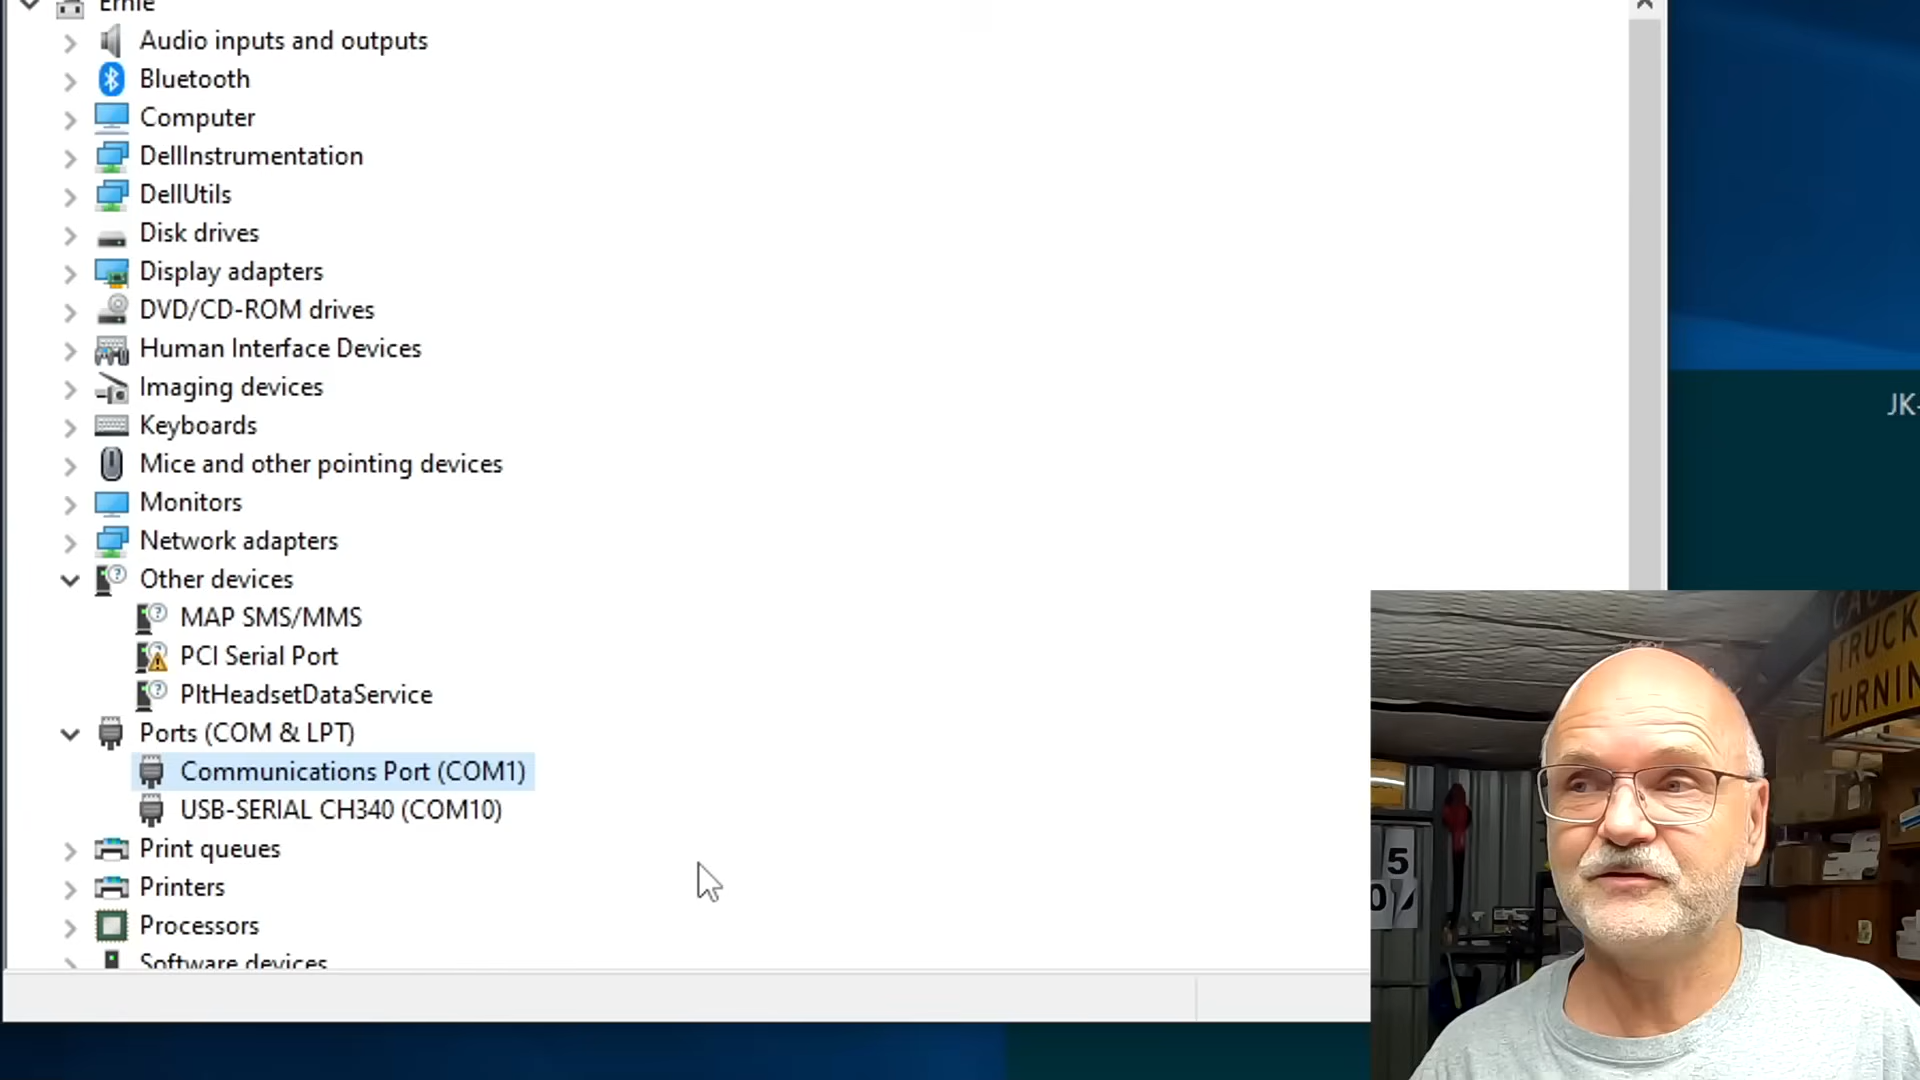 Ernie
Audio inputs and outputs
Bluetooth
Computer
DellInstrumentation
DellUtils
Disk drives
Display adapters
DVD/CD-ROM drives
Human Interface Devices
Imaging devices
Keyboards
Mice and other pointing devices
Monitors
Network adapters
Other devices
MAP SMS/MMS
PCI Serial Port
PltHeadsetDataService
Ports (COM & LPT)
Communications Port (COM1)
USB-SERIAL CH340 (COM10)
Print queues
Printers
Processors
Software devices
JK-
TRUCK
TURNIN
5
0